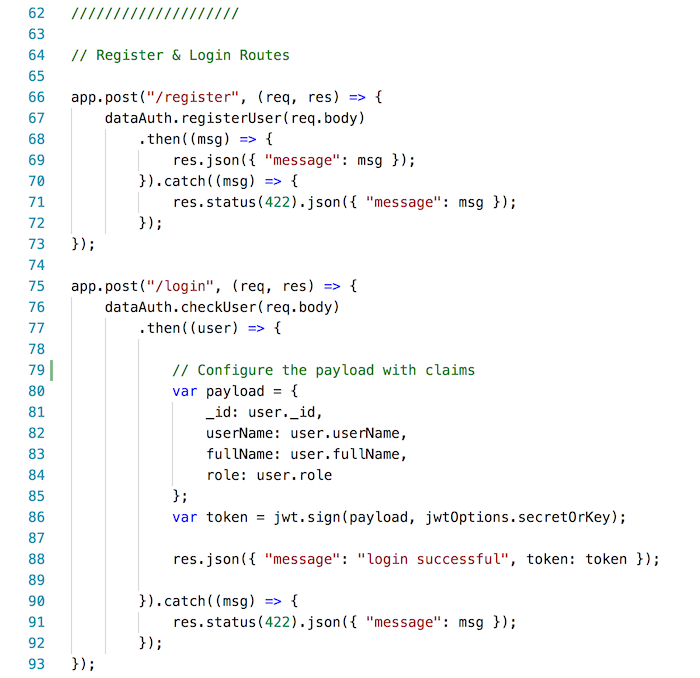 62 ////////////////////
63
64 // Register & Login Routes
65
66 app.post("/register", (req, res) => {
67     dataAuth.registerUser(req.body)
68         .then((msg) => {
69             res.json({ "message": msg });
70         }).catch((msg) => {
71             res.status(422).json({ "message": msg });
72         });
73 });
74
75 app.post("/login", (req, res) => {
76     dataAuth.checkUser(req.body)
77         .then((user) => {
78
79             // Configure the payload with claims
80             var payload = {
81                 _id: user._id,
82                 userName: user.userName,
83                 fullName: user.fullName,
84                 role: user.role
85             };
86             var token = jwt.sign(payload, jwtOptions.secretOrKey);
87
88             res.json({ "message": "login successful", token: token });
89
90         }).catch((msg) => {
91             res.status(422).json({ "message": msg });
92         });
93 });